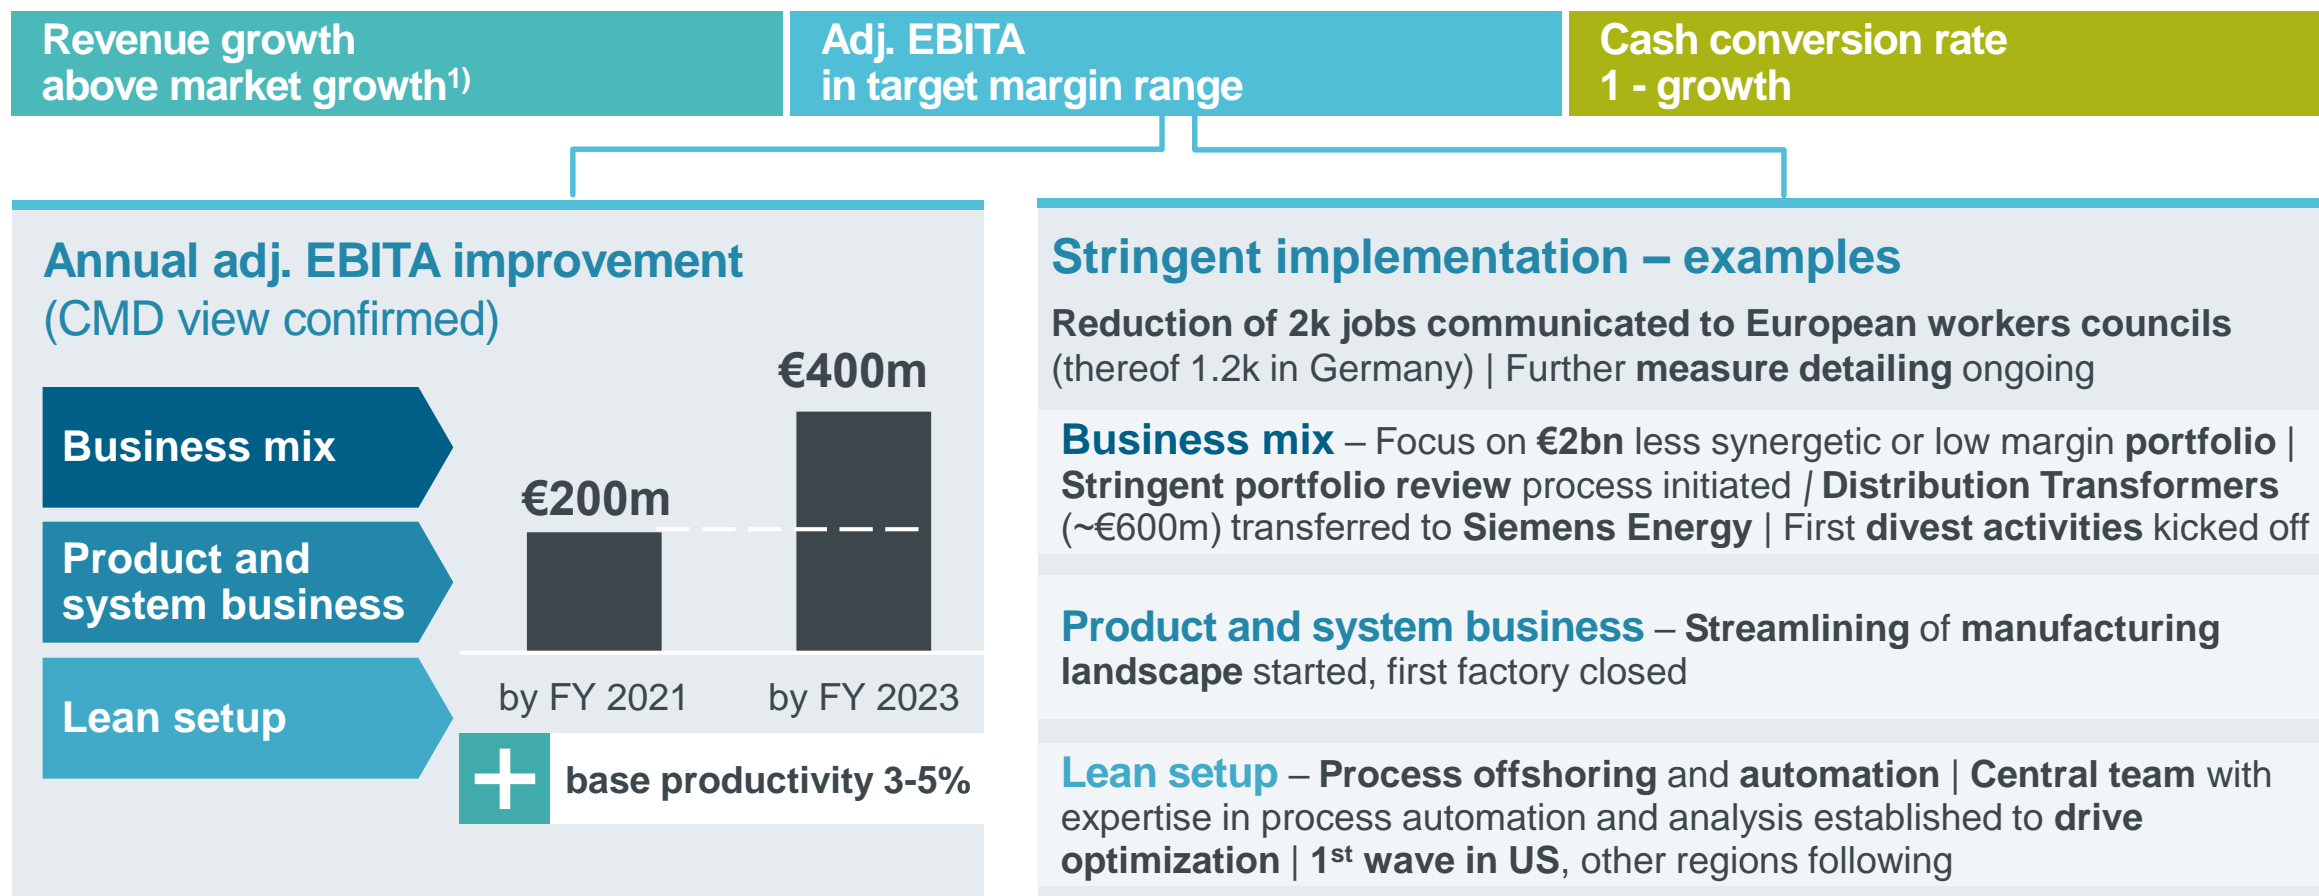 Revenue growth
above market growth1)
Adj. EBITA
in target margin range
Cash conversion rate
1 - growth
Annual adj. EBITA improvement
(CMD view confirmed)
Business mix
Product and
system business
Lean setup
€200m
€400m
by FY 2021
by FY 2023
+ base productivity 3-5%
Stringent implementation – examples
Reduction of 2k jobs communicated to European workers councils
(thereof 1.2k in Germany) | Further measure detailing ongoing
Business mix – Focus on €2bn less synergetic or low margin portfolio |
Stringent portfolio review process initiated / Distribution Transformers
(~€600m) transferred to Siemens Energy | First divest activities kicked off
Product and system business – Streamlining of manufacturing
landscape started, first factory closed
Lean setup – Process offshoring and automation | Central team with
expertise in process automation and analysis established to drive
optimization | 1st wave in US, other regions following